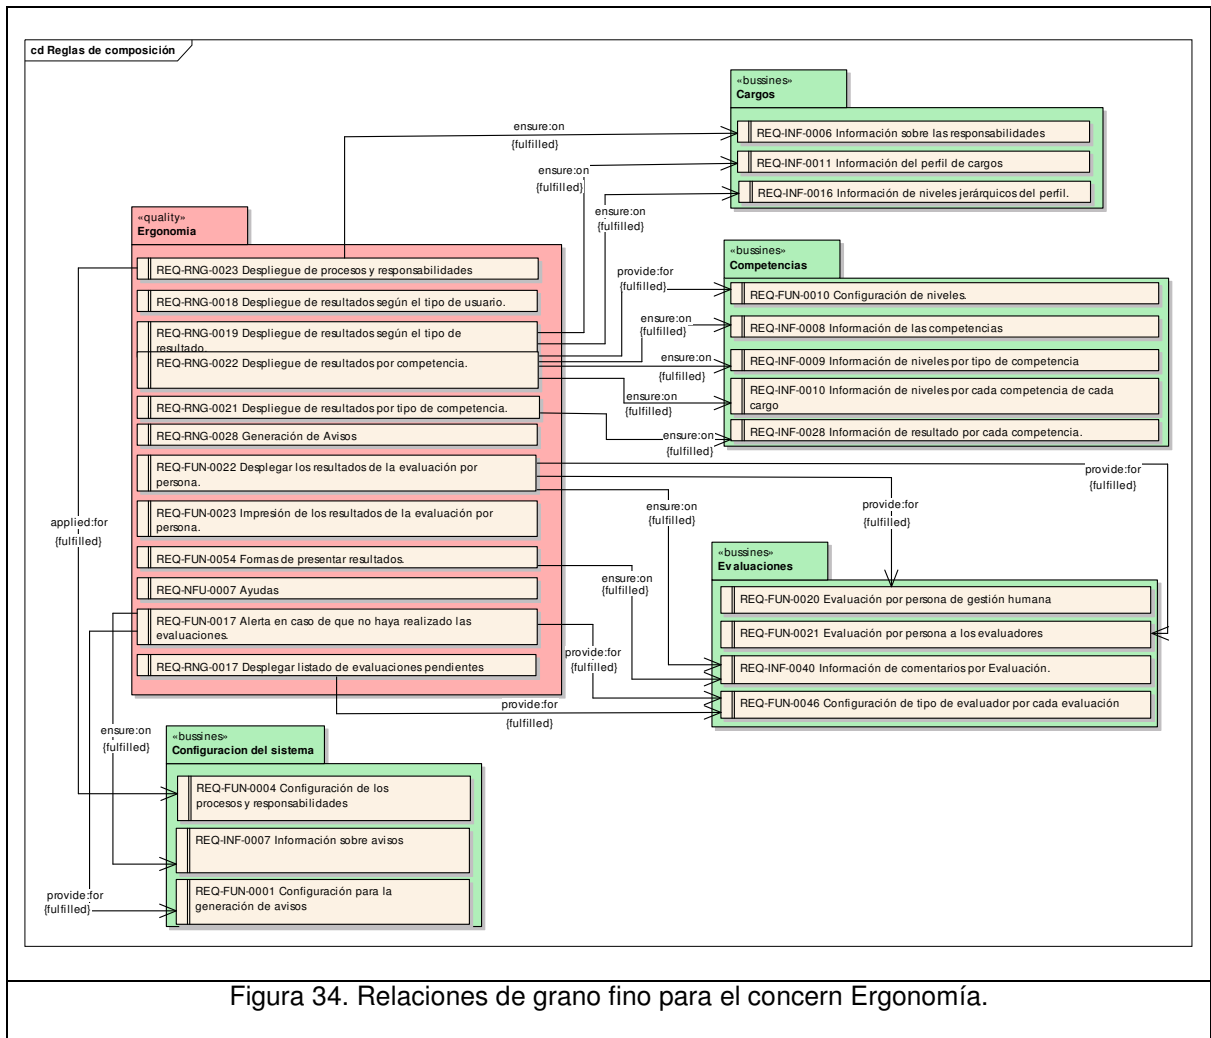 cd Reglas de composición
«bussines»
Cargos
REQ-INF-0006 Información sobre las responsabilidades
REQ-INF-0011 Información del perfil de cargos
REQ-INF-0016 Información de niveles jerárquicos del perfil.
ensure:on
{fulfilled}
ensure:on
{fulfilled}
ensure:on
{fulfilled}
«quality»
Ergonomia
REQ-RNG-0023 Despliegue de procesos y responsabilidades
REQ-RNG-0018 Despliegue de resultados según el tipo de usuario.
REQ-RNG-0019 Despliegue de resultados según el tipo de
resultado.
REQ-RNG-0022 Despliegue de resultados por competencia.
REQ-RNG-0021 Despliegue de resultados por tipo de competencia.
REQ-RNG-0028 Generación de Avisos
REQ-FUN-0022 Desplegar los resultados de la evaluación por
persona.
REQ-FUN-0023 Impresión de los resultados de la evaluación por
persona.
REQ-FUN-0054 Formas de presentar resultados.
REQ-NFU-0007 Ayudas
REQ-FUN-0017 Alerta en caso de que no haya realizado las
evaluaciones.
REQ-RNG-0017 Desplegar listado de evaluaciones pendientes
«bussines»
Competencias
REQ-FUN-0010 Configuración de niveles.
REQ-INF-0008 Información de las competencias
REQ-INF-0009 Información de niveles por tipo de competencia
REQ-INF-0010 Información de niveles por cada competencia de cada
cargo
REQ-INF-0028 Información de resultado por cada competencia.
provide:for
{fulfilled}
ensure:on
{fulfilled}
ensure:on
{fulfilled}
ensure:on
{fulfilled}
ensure:on
{fulfilled}
provide:for
{fulfilled}
provide:for
{fulfilled}
ensure:on
{fulfilled}
ensure:on
{fulfilled}
provide:for
{fulfilled}
provide:for
{fulfilled}
«bussines»
Evaluaciones
REQ-FUN-0020 Evaluación por persona de gestión humana
REQ-FUN-0021 Evaluación por persona a los evaluadores
REQ-INF-0040 Información de comentarios por Evaluación.
REQ-FUN-0046 Configuración de tipo de evaluador por cada evaluación
applied:for
{fulfilled}
ensure:on
{fulfilled}
provide:for
{fulfilled}
«bussines»
Configuracion del sistema
REQ-FUN-0004 Configuración de los
procesos y responsabilidades
REQ-INF-0007 Información sobre avisos
REQ-FUN-0001 Configuración para la
generación de avisos
Figura 34. Relaciones de grano fino para el concern Ergonomía.